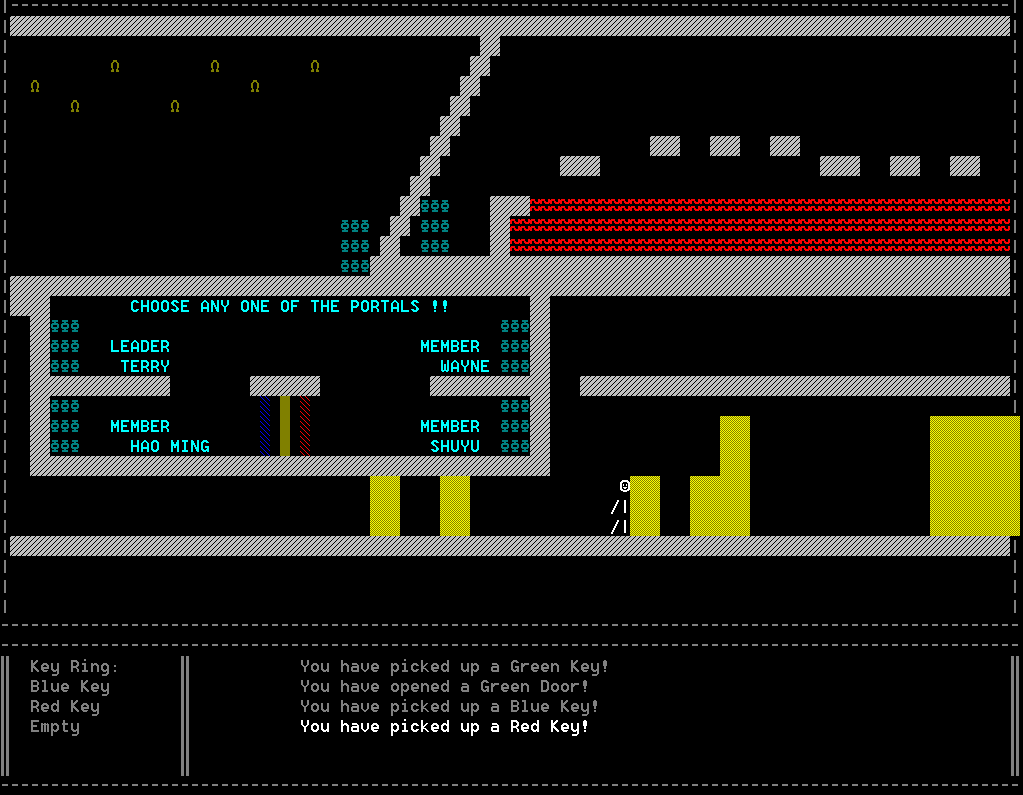 CHOOSE ANY ONE OF THE PORTALS !!
LEADER
TERRY
MEMBER
WAYNE
MEMBER
HAO MING
MEMBER
SHUYU
Key Ring:
Blue Key
Red Key
Empty
You have picked up a Green Key!
You have opened a Green Door!
You have picked up a Blue Key!
You have picked up a Red Key!